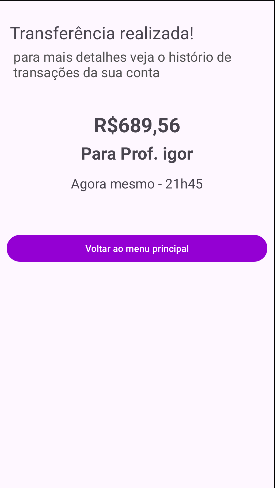 Transferência realizada!
para mais detalhes veja o histório de
transações da sua conta
R$689,56
Para Prof. igor
Agora mesmo - 21h45
Voltar ao menu principal